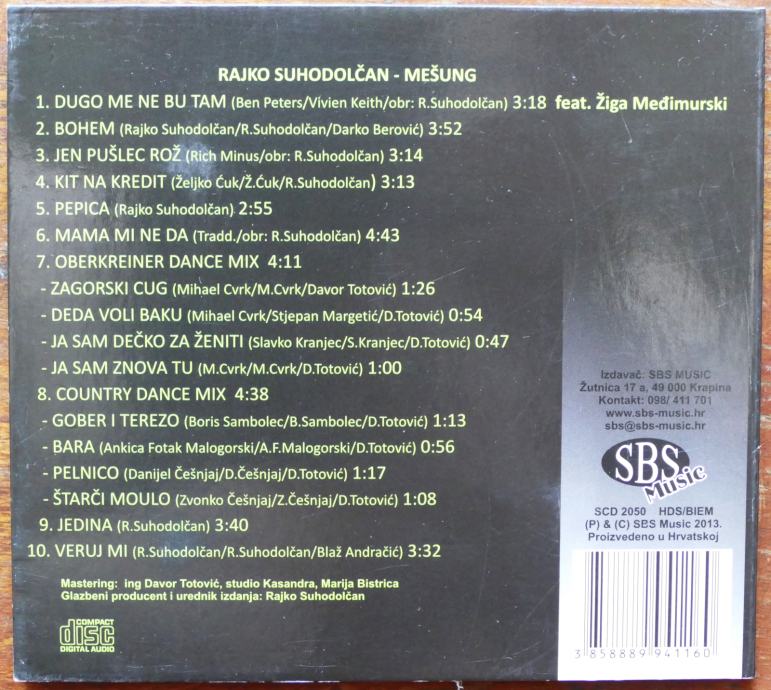 RAJKO SUHODOLČAN - MEŠUNG
1. DUGO ME NE BU TAM (Ben Peters/Vivien Keith/obr: R.Suhodolčan) 3:18 feat. Žiga Međimurski
2. BOHEM (Rajko Suhodolčan/R.Suhodolčan/Darko Berović) 3:52
3. JEN PUŠLEC ROŽ (Rich Minus/obr: R.Suhodolčan) 3:14
4. KIT NA KREDIT (Željko Ćuk/Ž.Ćuk/R.Suhodolčan) 3:13
5. PEPICA (Rajko Suhodolčan) 2:55
6. MAMA MI NE DA (Tradd./obr: R.Suhodolčan) 4:43
7. OBERKREINER DANCE MIX 4:11
- ZAGORSKI CUG (Mihael Cvrk/M.Cvrk/Davor Totović) 1:26
- DEDA VOLI BAKU (Mihael Cvrk/Stjepan Margetić/D.Totović) 0:54
- JA SAM DEČKO ZA ŽENITI (Slavko Kranjec/S.Kranjec/D.Totović) 0:47
- JA SAM ZNOVA TU (M.Cvrk/M.Cvrk/D.Totović) 1:00
8. COUNTRY DANCE MIX 4:38
- GOBER I TEREZO (Boris Sambolec/B.Sambolec/D.Totović) 1:13
- BARA (Ankica Fotak Malogorski/A.F.Malogorski/D.Totović) 0:56
- PELNICO (Danijel Češnjaj/D.Češnjaj/D.Totović) 1:17
- ŠTARČI MOULO (Zvonko Češnjaj/Z.Češnjaj/D.Totović) 1:08
9. JEDINA (R.Suhodolčan) 3:40
10. VERUJ MI (R.Suhodolčan/R.Suhodolčan/Blaž Andračić) 3:32
Mastering: ing Davor Totović, studio Kasandra, Marija Bistrica
Glazbeni producent i urednik izdanja: Rajko Suhodolčan
COMPACT
disc
DIGITAL AUDIO
Izdavač: SBS MUSIC
Žutnica 17 a, 49 000 Krapina
Kontakt: 098/ 411 701
www.sbs-music.hr
sbs@sbs-music.hr
SBS
Music
SCD 2050 HDS/BIEM
(P) & (C) SBS Music 2013.
Proizvedeno u Hrvatskoj
3 858889 941160